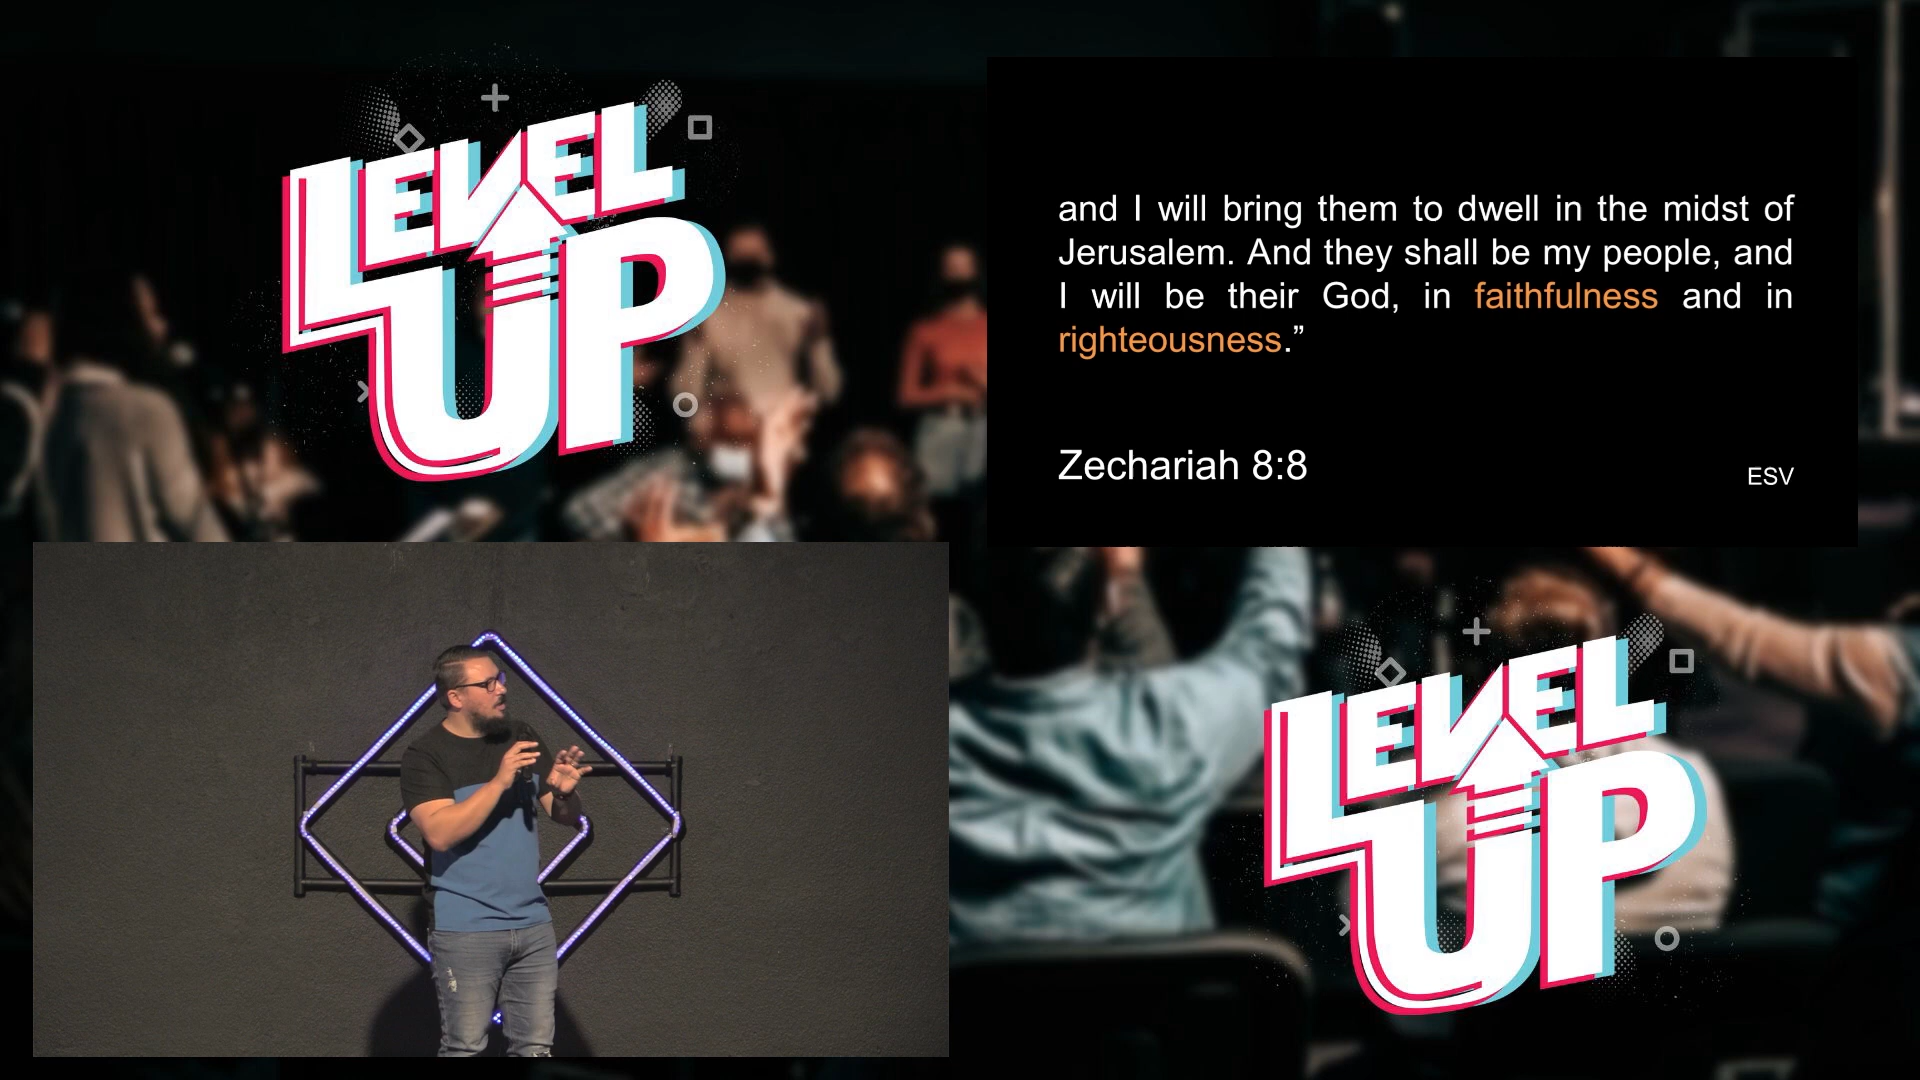 LEVEL
UP
and I will bring them to dwell in the midst of
Jerusalem. And they shall be my people, and
I will be their God, in faithfulness and in
righteousness.”
Zechariah 8:8
ESV
LEVEL
UP